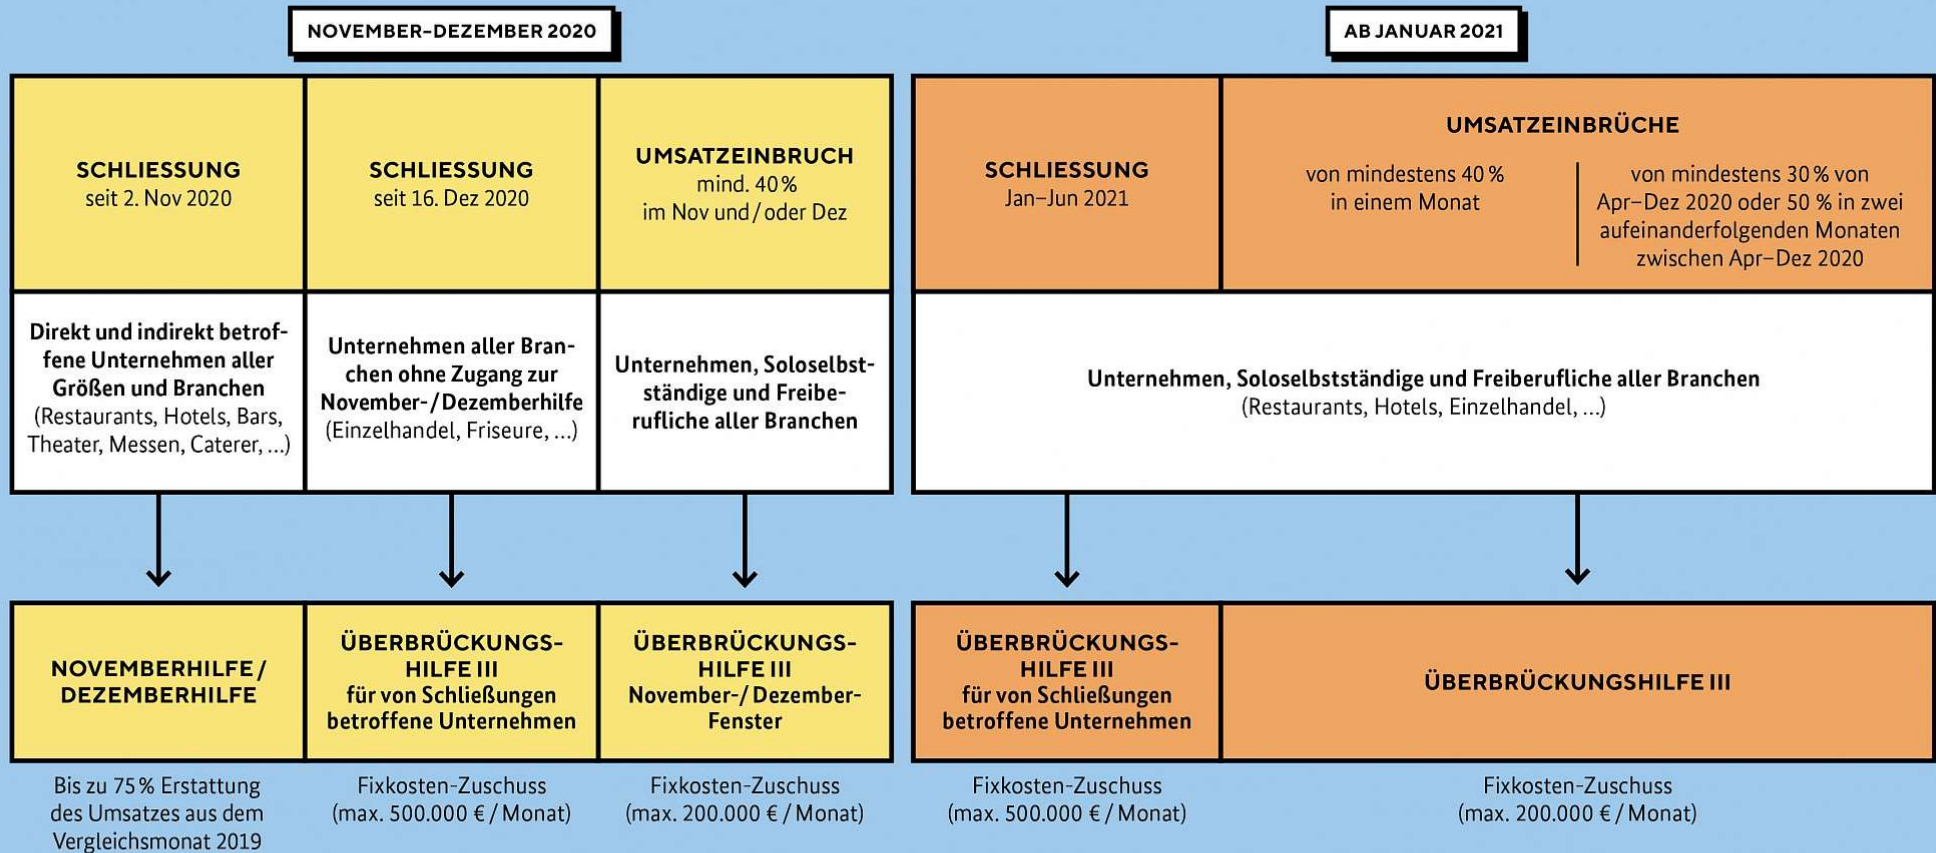 NOVEMBER–DEZEMBER 2020
SCHLIESSUNG
seit 2. Nov 2020
SCHLIESSUNG
seit 16. Dez 2020
UMSATZEINBRUCH
mind. 40 %
im Nov und / oder Dez
Direkt und indirekt betrof-
fene Unternehmen aller
Größen und Branchen
(Restaurants, Hotels, Bars,
Theater, Messen, Caterer, ...)
Unternehmen aller Bran-
chen ohne Zugang zur
November- / Dezemberhilfe
(Einzelhandel, Friseure, ...)
Unternehmen, Soloselbst-
ständige und Freibe-
rufliche aller Branchen
NOVEMBERHILFE /
DEZEMBERHILFE
ÜBERBRÜCKUNGS-
HILFE III
für von Schließungen
betroffene Unternehmen
ÜBERBRÜCKUNGS-
HILFE III
November- / Dezember-
Fenster
Bis zu 75 % Erstattung
des Umsatzes aus dem
Vergleichsmonat 2019
Fixkosten-Zuschuss
(max. 500.000 € / Monat)
Fixkosten-Zuschuss
(max. 200.000 € / Monat)
AB JANUAR 2021
SCHLIESSUNG
Jan–Jun 2021
UMSATZEINBRÜCHE
von mindestens 40 %
in einem Monat
von mindestens 30 % von
Apr–Dez 2020 oder 50 % in zwei
aufeinanderfolgenden Monaten
zwischen Apr–Dez 2020
Unternehmen, Soloselbstständige und Freiberufliche aller Branchen
(Restaurants, Hotels, Einzelhandel, ...)
ÜBERBRÜCKUNGS-
HILFE III
für von Schließungen
betroffene Unternehmen
ÜBERBRÜCKUNGSHILFE III
Fixkosten-Zuschuss
(max. 500.000 € / Monat)
Fixkosten-Zuschuss
(max. 200.000 € / Monat)